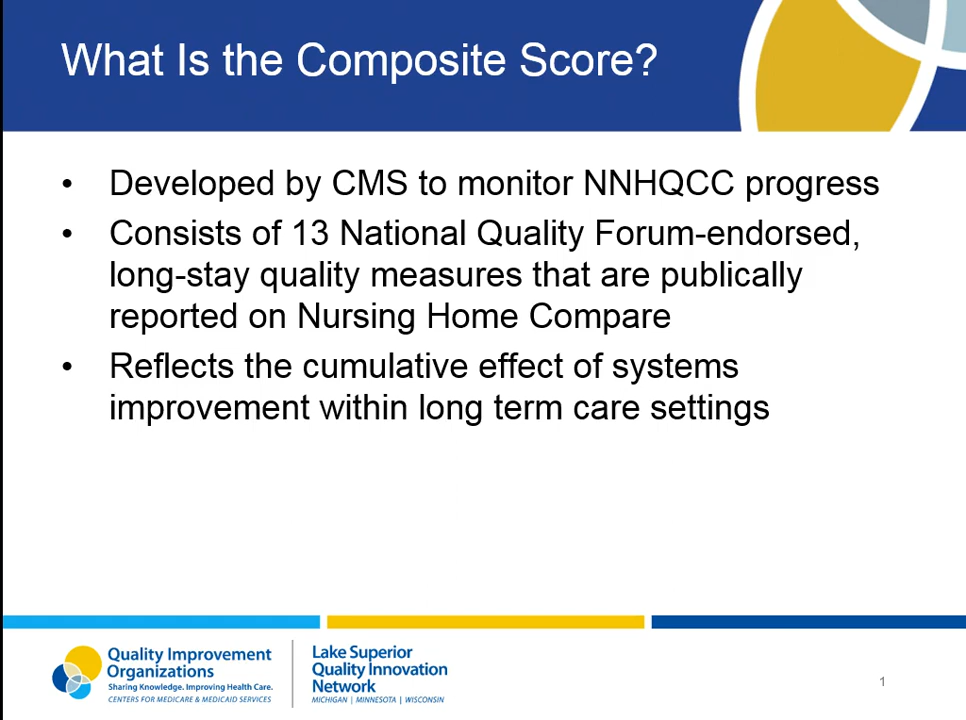 What Is the Composite Score?
• Developed by CMS to monitor NNHQCC progress
• Consists of 13 National Quality Forum-endorsed,
long-stay quality measures that are publically
reported on Nursing Home Compare
• Reflects the cumulative effect of systems
improvement within long term care settings
Quality Improvement
Organizations
Sharing Knowledge. Improving Health Care.
CENTERS FOR MEDICARE & MEDICAID SERVICES
Lake Superior
Quality Innovation
Network
MICHIGAN | MINNESOTA | WISCONSIN
1